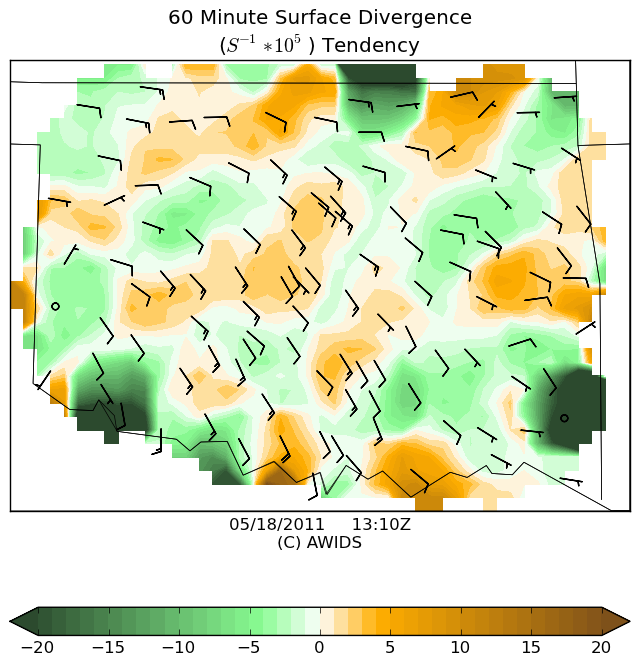 60 Minute Surface Divergence
(S⁻¹ * 10⁵ ) Tendency
05/18/2011 13:10Z
(C) AWIDS
−20 −15 −10 −5 0 5 10 15 20